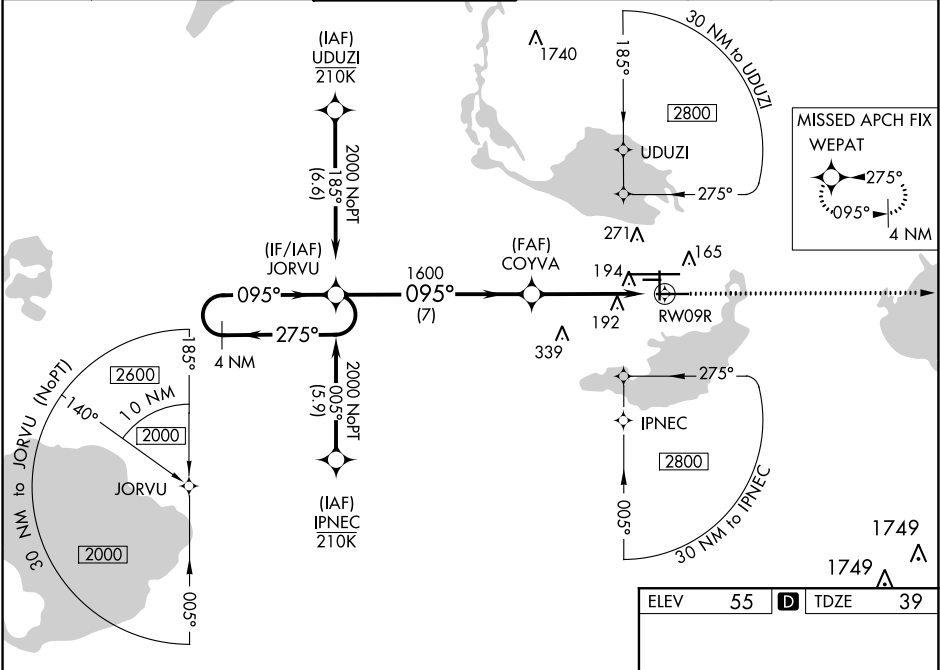 (IAF)
UDUZI
210K
1740
185°
30 NM to UDUZI
2800
UDUZI
275°
MISSED APCH FIX
WEPAT
275°
095°
4 NM
2000 NoPT
185°
(6.6)
(IF/IAF)
JORVU
(FAF)
COYVA
271
194
165
1600
095°
095°
(7)
275°
4 NM
192
RW09R
339
185°
2600
10 NM
140°
2000
30 NM to JORVU (NoPT)
JORVU
2000
005°
2000 NoPT
005°
(5.9)
(IAF)
IPNEC
210K
275°
IPNEC
2800
005°
30 NM to IPNEC
1749
1749
ELEV 55 D TDZE 39